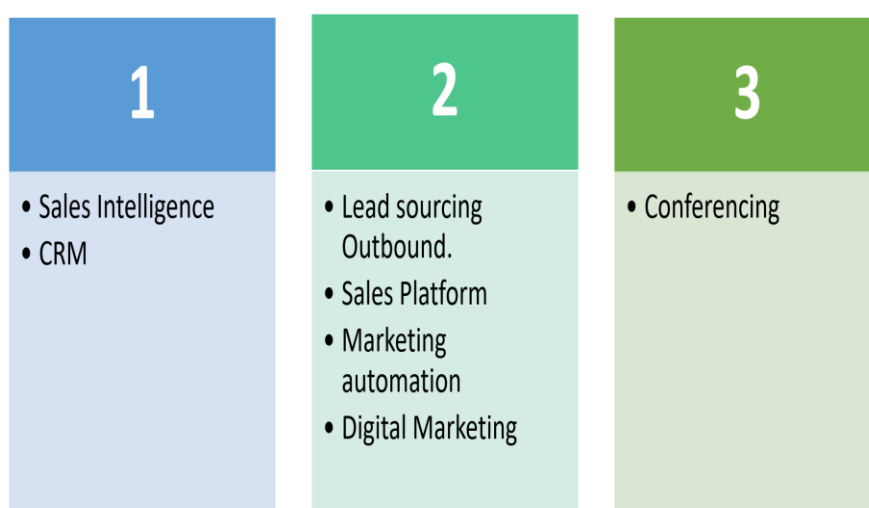 1
• Sales Intelligence
• CRM
2
• Lead sourcing
Outbound.
• Sales Platform
• Marketing
automation
• Digital Marketing
3
• Conferencing